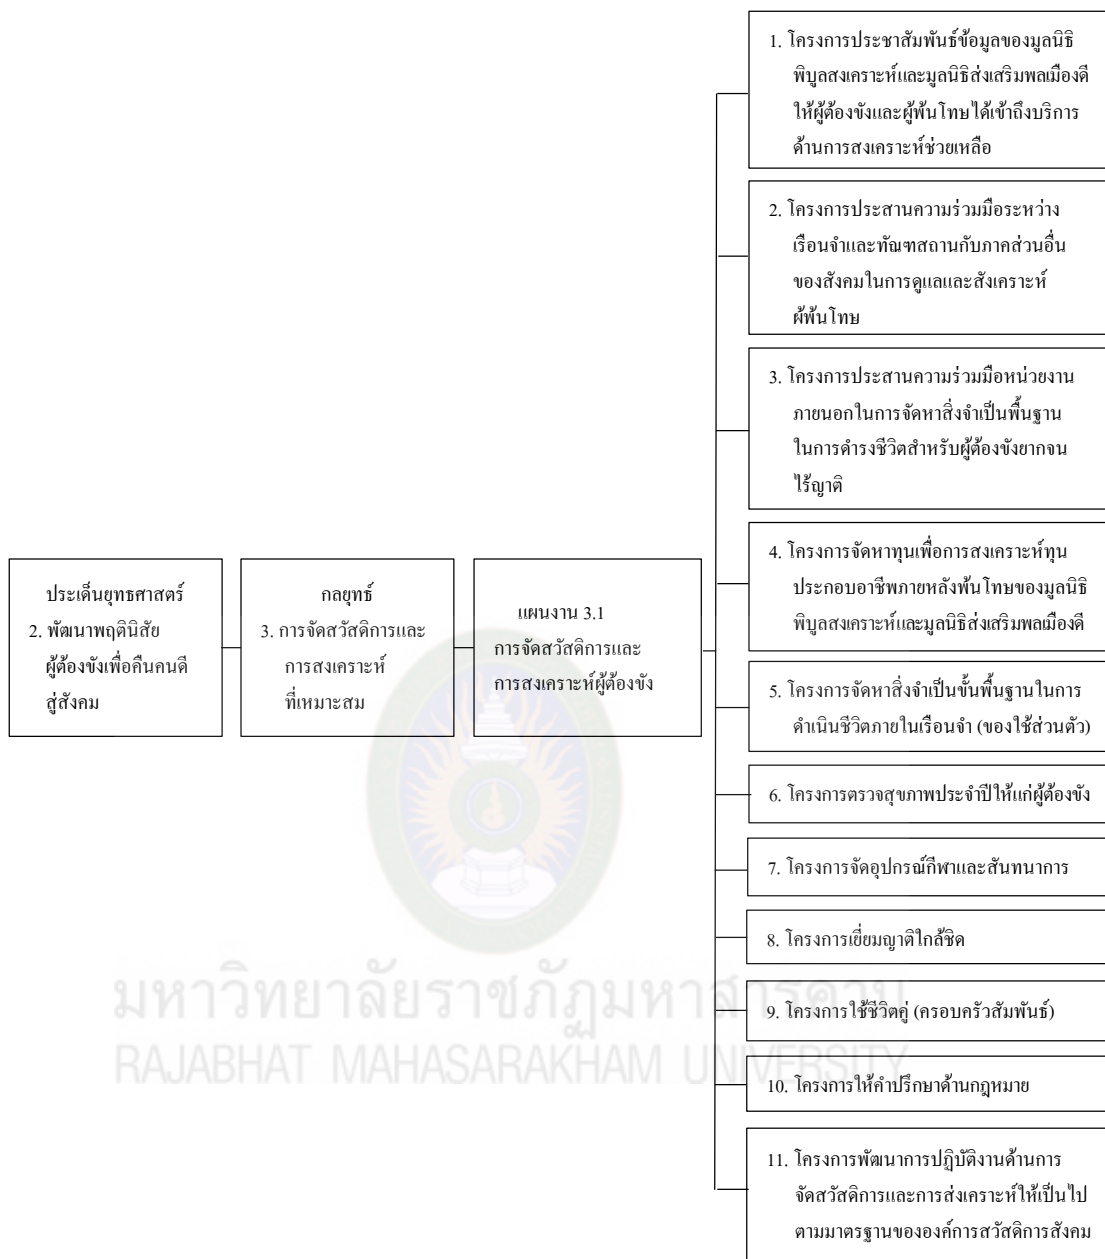 ประเด็นยุทธศาสตร์
2. พัฒนาพฤตินิสัย
ผู้ต้องขังเพื่อคืนคนดี
สู่สังคม
กลยุทธ์
3. การจัดสวัสดิการและ
การสงเคราะห์
ที่เหมาะสม
แผนงาน 3.1
การจัดสวัสดิการและ
การสงเคราะห์ผู้ต้องขัง
1. โครงการประชาสัมพันธ์ข้อมูลของมูลนิธิ
พิบูลสงเคราะห์และมูลนิธิส่งเสริมพลเมืองดี
ให้ผู้ต้องขังและผู้พ้นโทษได้เข้าถึงบริการ
ด้านการสงเคราะห์ช่วยเหลือ
2. โครงการประสานความร่วมมือระหว่าง
เรือนจำและทัณฑสถานกับภาคส่วนอื่น
ของสังคมในการดูแลและสังเคราะห์
ผู้พ้นโทษ
3. โครงการประสานความร่วมมือหน่วยงาน
ภายนอกในการจัดหาสิ่งจำเป็นพื้นฐาน
ในการดำรงชีวิตสำหรับผู้ต้องขังยากจน
ไร้ญาติ
4. โครงการจัดหาทุนเพื่อการสงเคราะห์ทุน
ประกอบอาชีพภายหลังพ้นโทษของมูลนิธิ
พิบูลสงเคราะห์และมูลนิธิส่งเสริมพลเมืองดี
5. โครงการจัดหาสิ่งจำเป็นขั้นพื้นฐานในการ
ดำเนินชีวิตภายในเรือนจำ (ของใช้ส่วนตัว)
6. โครงการตรวจสุขภาพประจำปีให้แก่ผู้ต้องขัง
7. โครงการจัดอุปกรณ์กีฬาและสันทนาการ
8. โครงการเยี่ยมญาติใกล้ชิด
9. โครงการใช้ชีวิตคู่ (ครอบครัวสัมพันธ์)
10. โครงการให้คำปรึกษาด้านกฎหมาย
11. โครงการพัฒนาการปฏิบัติงานด้านการ
จัดสวัสดิการและการส่งเคราะห์ให้เป็นไป
ตามมาตรฐานขององค์การสวัสดิการสังคม
มหาวิทยาลัยราชภัฏมหาสารคาม
RAJABHAT MAHASARAKHAM UNIVERSITY